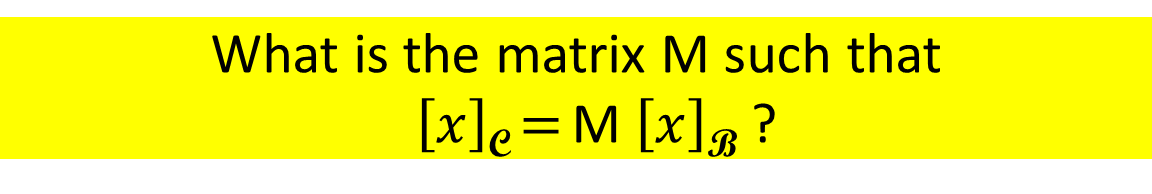 What is the matrix M such that
[𝑥]𝓒 = M [𝑥]𝓑 ?